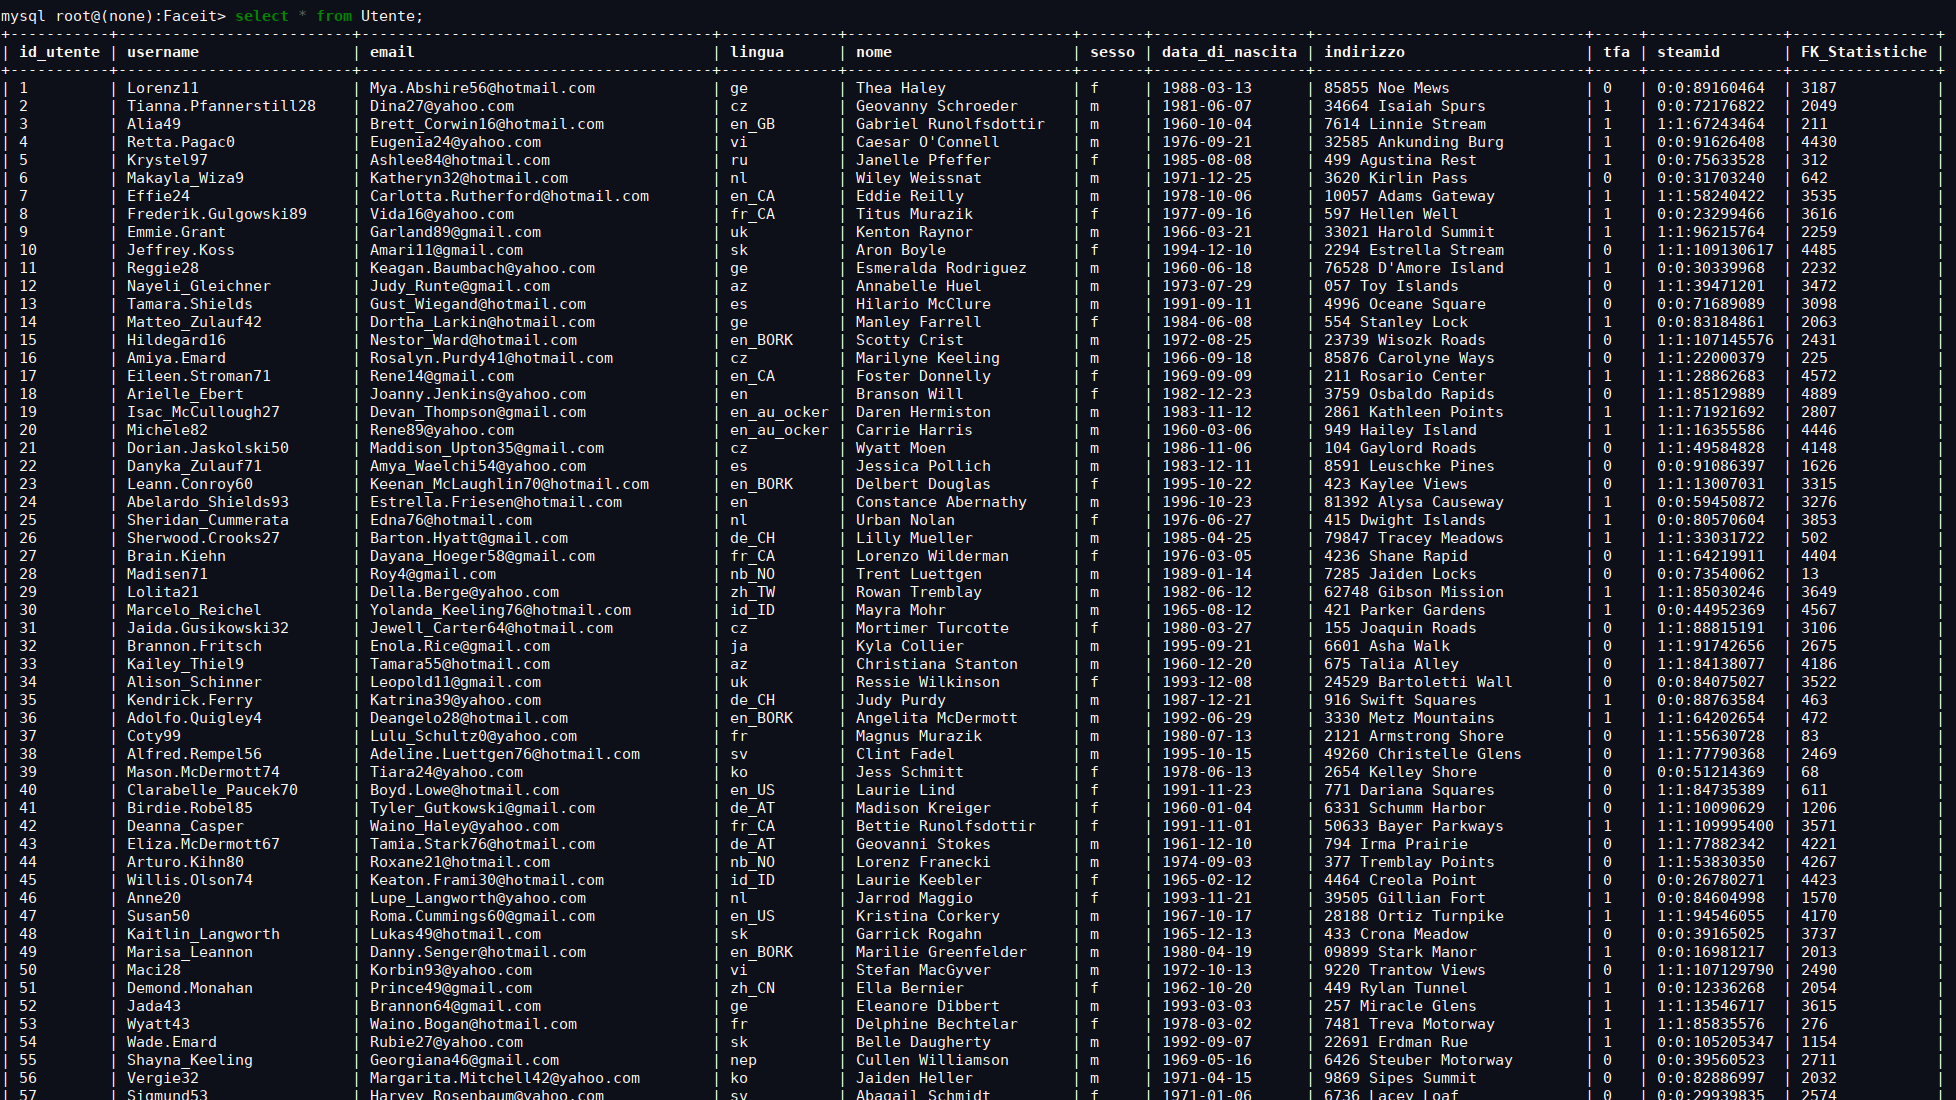 mysql root@(none):Faceit> select * from Utente;
+-----------+--------------------------+---------------------------------------+-------------+-------------------------+-------+-----------------+------------------------------+-----+---------------+----------------+
| id_utente | username                 | email                                 | lingua      | nome                    | sesso | data_di_nascita | indirizzo                    | tfa | steamid       | FK_Statistiche |
+-----------+--------------------------+---------------------------------------+-------------+-------------------------+-------+-----------------+------------------------------+-----+---------------+----------------+
| 1 | Lorenz11 | Mya.Abshire56@hotmail.com | ge | Thea Haley | f | 1988-03-13 | 85855 Noe Mews | 0 | 0:0:89160464 | 3187 |
| 2 | Tianna.Pfannerstill28 | Dina27@yahoo.com | cz | Geovanny Schroeder | m | 1981-06-07 | 34664 Isaiah Spurs | 1 | 0:0:72176822 | 2049 |
| 3 | Alia49 | Brett_Corwin16@hotmail.com | en_GB | Gabriel Runolfsdottir | m | 1960-10-04 | 7614 Linnie Stream | 1 | 1:1:67243464 | 211 |
| 4 | Retta.Pagac0 | Eugenia24@yahoo.com | vi | Caesar O'Connell | m | 1976-09-21 | 32585 Ankunding Burg | 1 | 0:0:91626408 | 4430 |
| 5 | Krystel97 | Ashlee84@hotmail.com | ru | Janelle Pfeffer | f | 1985-08-08 | 499 Agustina Rest | 1 | 0:0:75633528 | 312 |
| 6 | Makayla_Wiza9 | Katheryn32@hotmail.com | nl | Wiley Weissnat | m | 1971-12-25 | 3620 Kirlin Pass | 0 | 0:0:31703240 | 642 |
| 7 | Effie24 | Carlotta.Rutherford@hotmail.com | en_CA | Eddie Reilly | m | 1978-10-06 | 10057 Adams Gateway | 1 | 1:1:58240422 | 3535 |
| 8 | Frederik.Gulgowski89 | Vida16@yahoo.com | fr_CA | Titus Murazik | f | 1977-09-16 | 597 Hellen Well | 1 | 0:0:23299466 | 3616 |
| 9 | Emmie.Grant | Garland89@gmail.com | uk | Kenton Raynor | m | 1966-03-21 | 33021 Harold Summit | 1 | 1:1:96215764 | 2259 |
| 10 | Jeffrey.Koss | Amari11@gmail.com | sk | Aron Boyle | f | 1994-12-10 | 2294 Estrella Stream | 0 | 1:1:109130617 | 4485 |
| 11 | Reggie28 | Keagan.Baumbach@yahoo.com | ge | Esmeralda Rodriguez | m | 1960-06-18 | 76528 D'Amore Island | 1 | 0:0:30339968 | 2232 |
| 12 | Nayeli_Gleichner | Judy_Runte@gmail.com | az | Annabelle Huel | m | 1973-07-29 | 057 Toy Islands | 0 | 1:1:39471201 | 3472 |
| 13 | Tamara.Shields | Gust_Wiegand@hotmail.com | es | Hilario McClure | m | 1991-09-11 | 4996 Oceane Square | 0 | 0:0:71689089 | 3098 |
| 14 | Matteo_Zulauf42 | Dortha_Larkin@hotmail.com | ge | Manley Farrell | f | 1984-06-08 | 554 Stanley Lock | 1 | 0:0:83184861 | 2063 |
| 15 | Hildegard16 | Nestor_Ward@hotmail.com | en_BORK | Scotty Crist | m | 1972-08-25 | 23739 Wisozk Roads | 0 | 1:1:107145576 | 2431 |
| 16 | Amiya.Emard | Rosalyn.Purdy41@hotmail.com | cz | Marilyne Keeling | m | 1966-09-18 | 85876 Carolyne Ways | 0 | 1:1:22000379 | 225 |
| 17 | Eileen.Stroman71 | Rene14@gmail.com | en_CA | Foster Donnelly | f | 1969-09-09 | 211 Rosario Center | 1 | 1:1:28862683 | 4572 |
| 18 | Arielle_Ebert | Joanny.Jenkins@yahoo.com | en | Branson Will | f | 1982-12-23 | 3759 Osbaldo Rapids | 0 | 1:1:85129889 | 4889 |
| 19 | Isac_McCullough27 | Devan_Thompson@gmail.com | en_au_ocker | Daren Hermiston | m | 1983-11-12 | 2861 Kathleen Points | 1 | 1:1:71921692 | 2807 |
| 20 | Michele82 | Rene89@yahoo.com | en_au_ocker | Carrie Harris | m | 1960-03-06 | 949 Hailey Island | 1 | 1:1:16355586 | 4446 |
| 21 | Dorian.Jaskolski50 | Maddison_Upton35@gmail.com | cz | Wyatt Moen | m | 1986-11-06 | 104 Gaylord Roads | 0 | 1:1:49584828 | 4148 |
| 22 | Danyka_Zulauf71 | Amya_Waelchi54@yahoo.com | es | Jessica Pollich | m | 1983-12-11 | 8591 Leuschke Pines | 0 | 0:0:91086397 | 1626 |
| 23 | Leann.Conroy60 | Keenan_McLaughlin70@hotmail.com | en_BORK | Delbert Douglas | f | 1995-10-22 | 423 Kaylee Views | 0 | 1:1:13007031 | 3315 |
| 24 | Abelardo_Shields93 | Estrella.Friesen@hotmail.com | en | Constance Abernathy | m | 1996-10-23 | 81392 Alysa Causeway | 1 | 0:0:59450872 | 3276 |
| 25 | Sheridan_Cummerata | Edna76@hotmail.com | nl | Urban Nolan | f | 1976-06-27 | 415 Dwight Islands | 1 | 0:0:80570604 | 3853 |
| 26 | Sherwood.Crooks27 | Barton.Hyatt@gmail.com | de_CH | Lilly Mueller | m | 1985-04-25 | 79847 Tracey Meadows | 1 | 1:1:33031722 | 502 |
| 27 | Brain.Kiehn | Dayana_Hoeger58@gmail.com | fr_CA | Lorenzo Wilderman | f | 1976-03-05 | 4236 Shane Rapid | 0 | 1:1:64219911 | 4404 |
| 28 | Madisen71 | Roy4@gmail.com | nb_NO | Trent Luettgen | m | 1989-01-14 | 7285 Jaiden Locks | 0 | 0:0:73540062 | 13 |
| 29 | Lolita21 | Della.Berge@yahoo.com | zh_TW | Rowan Tremblay | m | 1982-06-12 | 62748 Gibson Mission | 1 | 1:1:85030246 | 3649 |
| 30 | Marcelo_Reichel | Yolanda_Keeling76@hotmail.com | id_ID | Mayra Mohr | m | 1965-08-12 | 421 Parker Gardens | 1 | 0:0:44952369 | 4567 |
| 31 | Jaida.Gusikowski32 | Jewell_Carter64@hotmail.com | cz | Mortimer Turcotte | f | 1980-03-27 | 155 Joaquin Roads | 0 | 1:1:88815191 | 3106 |
| 32 | Brannon.Fritsch | Enola.Rice@gmail.com | ja | Kyla Collier | m | 1995-09-21 | 6601 Asha Walk | 0 | 1:1:91742656 | 2675 |
| 33 | Kailey_Thiel9 | Tamara55@hotmail.com | az | Christiana Stanton | m | 1960-12-20 | 675 Talia Alley | 0 | 1:1:84138077 | 4186 |
| 34 | Alison_Schinner | Leopold11@gmail.com | uk | Ressie Wilkinson | f | 1993-12-08 | 24529 Bartoletti Wall | 0 | 0:0:84075027 | 3522 |
| 35 | Kendrick.Ferry | Katrina39@yahoo.com | de_CH | Judy Purdy | m | 1987-12-21 | 916 Swift Squares | 1 | 0:0:88763584 | 463 |
| 36 | Adolfo.Quigley4 | Deangelo28@hotmail.com | en_BORK | Angelita McDermott | m | 1992-06-29 | 3330 Metz Mountains | 1 | 1:1:64202654 | 472 |
| 37 | Coty99 | Lulu_Schultz0@yahoo.com | fr | Magnus Murazik | m | 1980-07-13 | 2121 Armstrong Shore | 0 | 1:1:55630728 | 83 |
| 38 | Alfred.Rempel56 | Adeline.Luettgen76@hotmail.com | sv | Clint Fadel | m | 1995-10-15 | 49260 Christelle Glens | 0 | 1:1:77790368 | 2469 |
| 39 | Mason.McDermott74 | Tiara24@yahoo.com | ko | Jess Schmitt | f | 1978-06-13 | 2654 Kelley Shore | 0 | 0:0:51214369 | 68 |
| 40 | Clarabelle_Paucek70 | Boyd.Lowe@hotmail.com | en_US | Laurie Lind | f | 1991-11-23 | 771 Dariana Squares | 0 | 1:1:84735389 | 611 |
| 41 | Birdie.Robel85 | Tyler_Gutkowski@gmail.com | de_AT | Madison Kreiger | f | 1960-01-04 | 6331 Schumm Harbor | 0 | 1:1:10090629 | 1206 |
| 42 | Deanna_Casper | Waino_Haley@yahoo.com | fr_CA | Bettie Runolfsdottir | f | 1991-11-01 | 50633 Bayer Parkways | 1 | 1:1:109995400 | 3571 |
| 43 | Eliza.McDermott67 | Tamia.Stark76@hotmail.com | de_AT | Geovanni Stokes | m | 1961-12-10 | 794 Irma Prairie | 0 | 1:1:77882342 | 4221 |
| 44 | Arturo.Kihn80 | Roxane21@hotmail.com | nb_NO | Lorenz Franecki | m | 1974-09-03 | 377 Tremblay Points | 0 | 1:1:53830350 | 4267 |
| 45 | Willis.Olson74 | Keaton.Frami30@hotmail.com | id_ID | Laurie Keebler | f | 1965-02-12 | 4464 Creola Point | 0 | 0:0:26780271 | 4423 |
| 46 | Anne20 | Lupe_Langworth@yahoo.com | nl | Jarrod Maggio | f | 1993-11-21 | 39505 Gillian Fort | 1 | 0:0:84604998 | 1570 |
| 47 | Susan50 | Roma.Cummings60@gmail.com | en_US | Kristina Corkery | m | 1967-10-17 | 28188 Ortiz Turnpike | 1 | 1:1:94546055 | 4170 |
| 48 | Kaitlin_Langworth | Lukas49@hotmail.com | sk | Garrick Rogahn | m | 1965-12-13 | 433 Crona Meadow | 0 | 0:0:39165025 | 3737 |
| 49 | Marisa_Leannon | Danny.Senger@hotmail.com | en_BORK | Marilie Greenfelder | m | 1980-04-19 | 09899 Stark Manor | 1 | 0:0:16981217 | 2013 |
| 50 | Maci28 | Korbin93@yahoo.com | vi | Stefan MacGyver | m | 1972-10-13 | 9220 Trantow Views | 0 | 1:1:107129790 | 2490 |
| 51 | Demond.Monahan | Prince49@gmail.com | zh_CN | Ella Bernier | f | 1962-10-20 | 449 Rylan Tunnel | 1 | 0:0:12336268 | 2054 |
| 52 | Jada43 | Brannon64@gmail.com | ge | Eleanore Dibbert | m | 1993-03-03 | 257 Miracle Glens | 1 | 1:1:13546717 | 3615 |
| 53 | Wyatt43 | Waino.Bogan@hotmail.com | fr | Delphine Bechtelar | f | 1978-03-02 | 7481 Treva Motorway | 1 | 1:1:85835576 | 276 |
| 54 | Wade.Emard | Rubie27@yahoo.com | sk | Belle Daugherty | m | 1992-09-07 | 22691 Erdman Rue | 1 | 0:0:105205347 | 1154 |
| 55 | Shayna_Keeling | Georgiana46@gmail.com | nep | Cullen Williamson | m | 1969-05-16 | 6426 Steuber Motorway | 0 | 0:0:39560523 | 2711 |
| 56 | Vergie32 | Margarita.Mitchell42@yahoo.com | ko | Jaiden Heller | m | 1971-04-15 | 9869 Sipes Summit | 0 | 0:0:82886997 | 2032 |
| 57 | Sigmund53 | Harvey_Rosenbaum@yahoo.com | sv | Abagail Schmidt | f | 1971-01-06 | 6736 Lacey Loaf | 0 | 0:0:29939835 | 2574 |